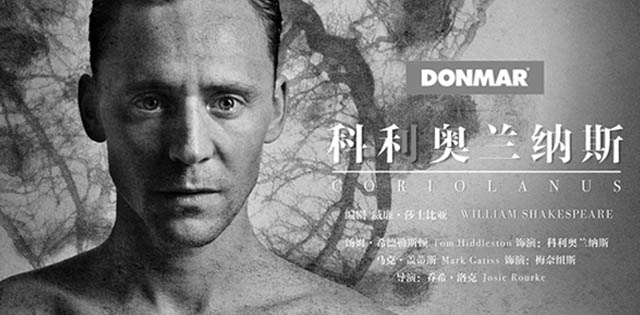 DONMAR®
科利奥兰纳斯
CORIOLANUS
编剧 威廉·莎士比亚 WILLIAM SHAKESPEARE
汤姆·希德勒斯顿 Tom Hiddleston 饰演：科利奥兰纳斯
马克·盖蒂斯 Mark Gatiss 饰演：梅奈纽斯
导演：乔希·洛克 Josie Rourke